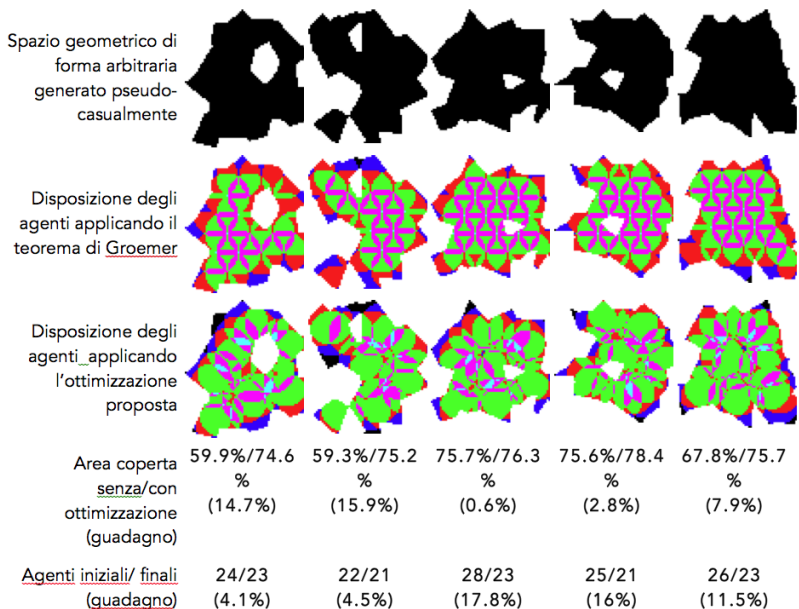 Spazio geometrico di
forma arbitraria
generato pseudo-
casualmente
Disposizione degli
agenti applicando il
teorema di Groemer
Disposizione degli
agenti applicando
l'ottimizzazione
proposta
Area coperta
senza/con
ottimizzazione
(guadagno)
59.9%/74.6
%
(14.7%)
59.3%/75.2
%
(15.9%)
75.7%/76.3
%
(0.6%)
75.6%/78.4
%
(2.8%)
67.8%/75.7
%
(7.9%)
Agenti iniziali/ finali
(guadagno)
24/23
(4.1%)
22/21
(4.5%)
28/23
(17.8%)
25/21
(16%)
26/23
(11.5%)